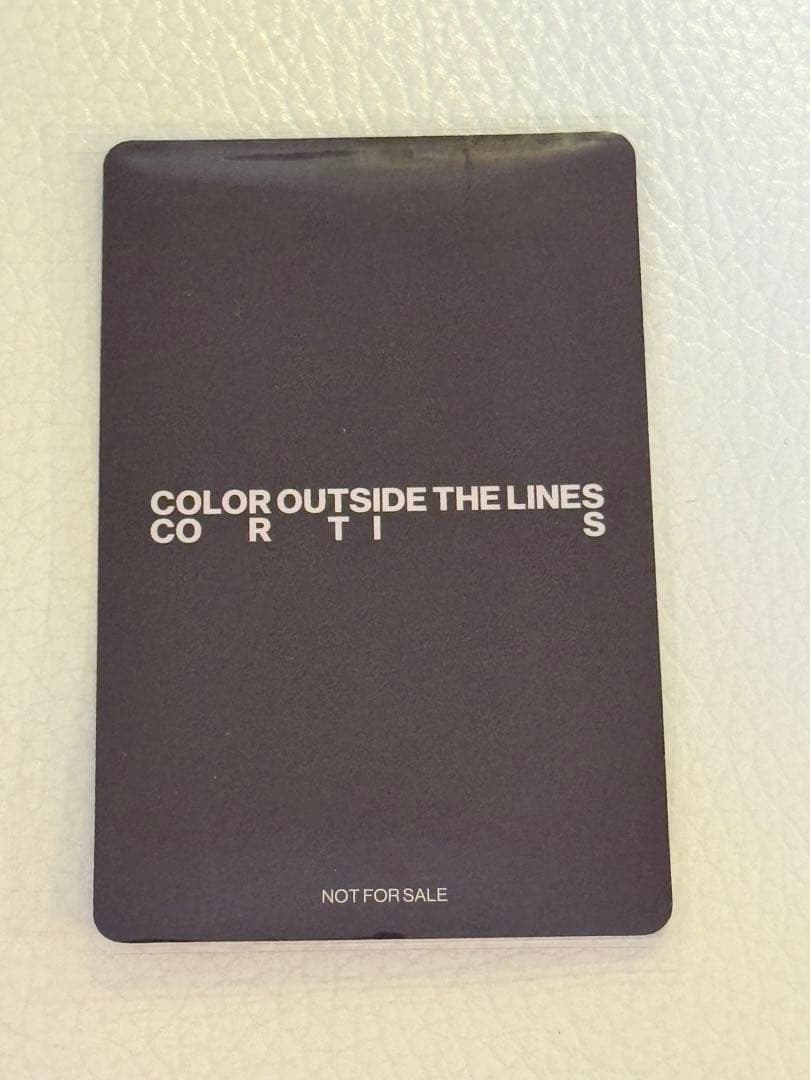 COLOR OUTSIDE THE LINES
CO R T I S
NOT FOR SALE